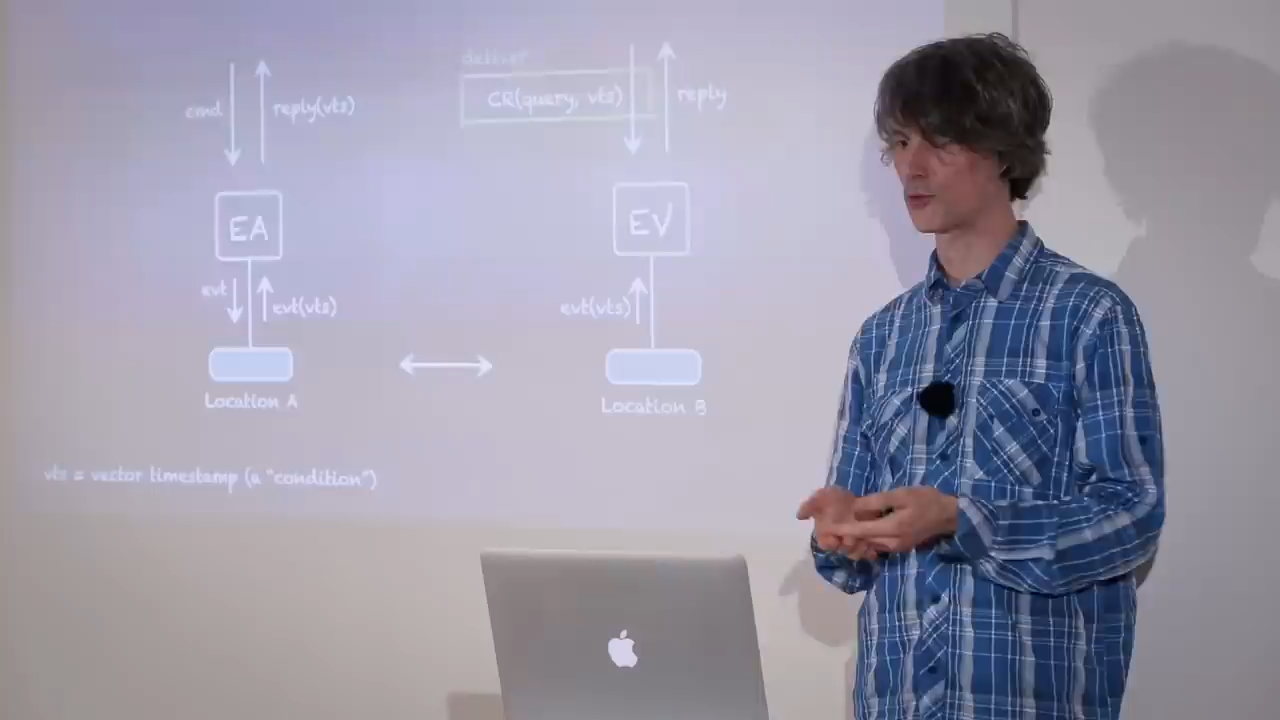 cmd
reply(vts)
CR(query, vts)
reply
EA
EV
evt
evt(vts)
evt(vts)
Location A
Location B
vts = vector timestamp (a "condition")